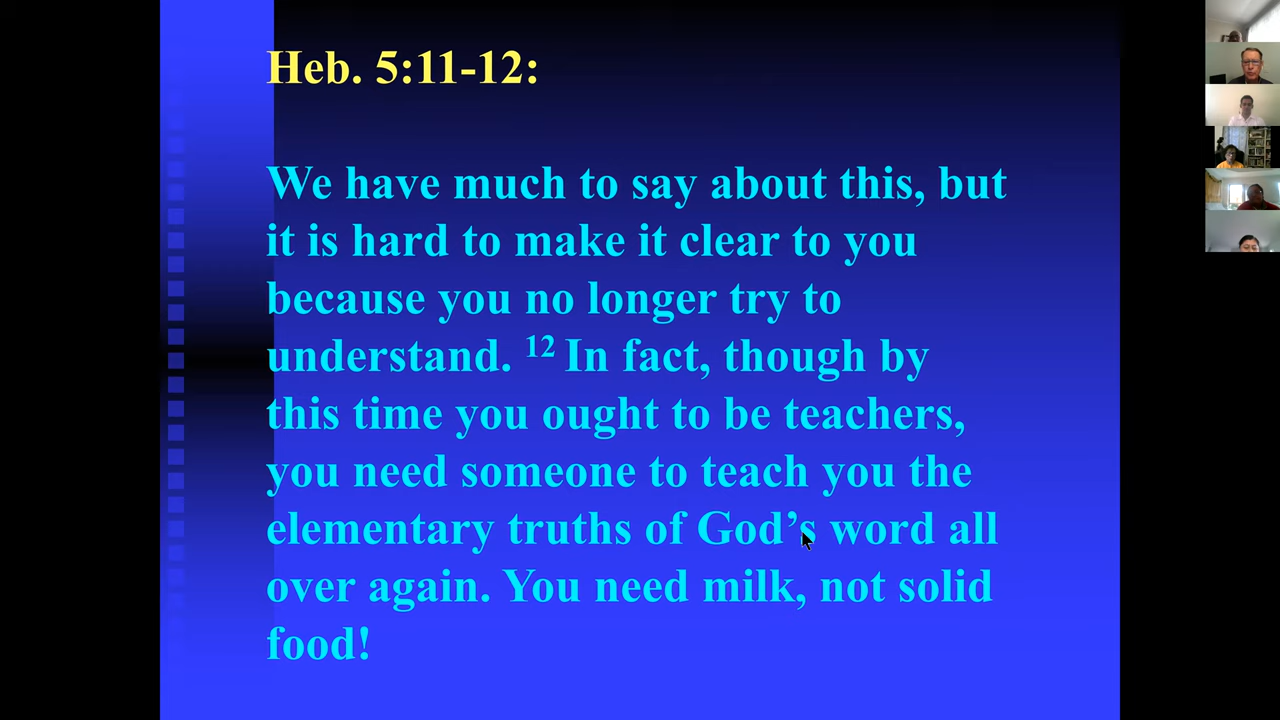 Heb. 5:11-12:
We have much to say about this, but
it is hard to make it clear to you
because you no longer try to
understand. 12 In fact, though by
this time you ought to be teachers,
you need someone to teach you the
elementary truths of God’s word all
over again. You need milk, not solid
food!